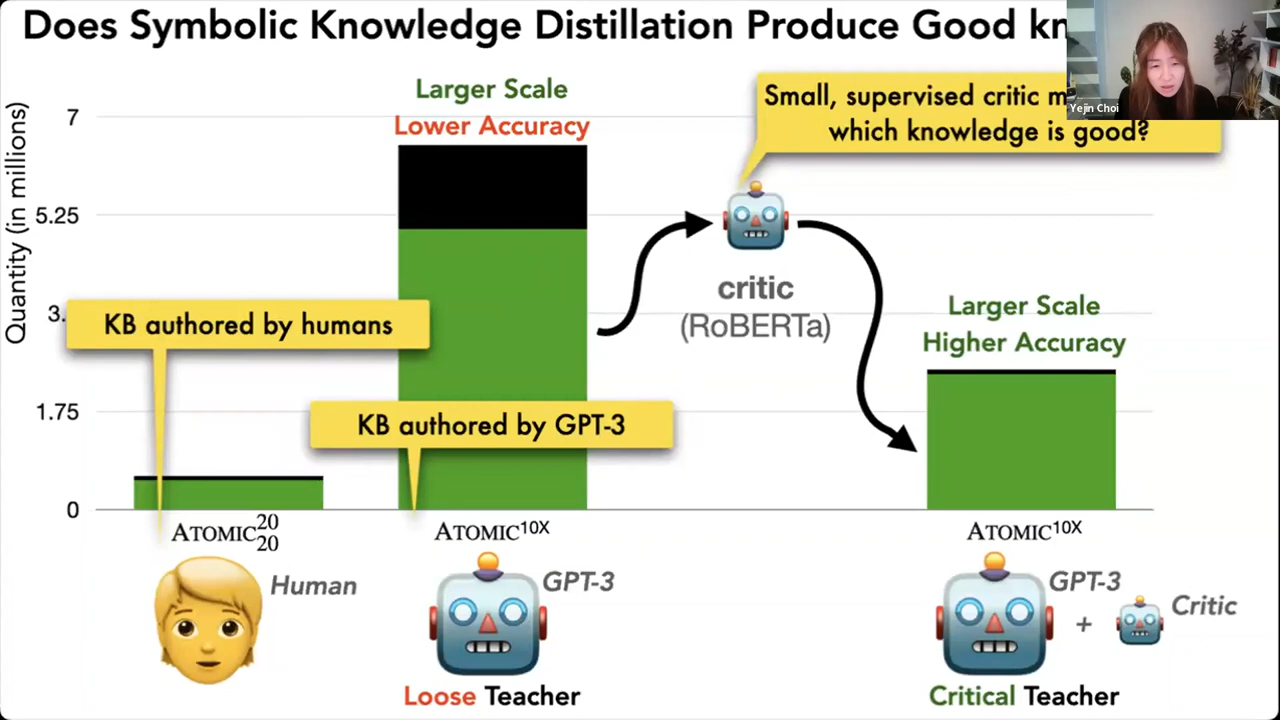 Does Symbolic Knowledge Distillation Produce Good
Yejin Choi
Larger Scale
Lower Accuracy
Small, supervised critic
which knowledge is good?
Quantity (in millions)
7
5.25
3.
1.75
0
KB authored by humans
KB authored by GPT-3
critic
(RoBERTa)
Larger Scale
Higher Accuracy
ATOMIC 20 20
ATOMIC10X
ATOMIC10X
Human
GPT-3
GPT-3
+
Critic
Loose Teacher
Critical Teacher